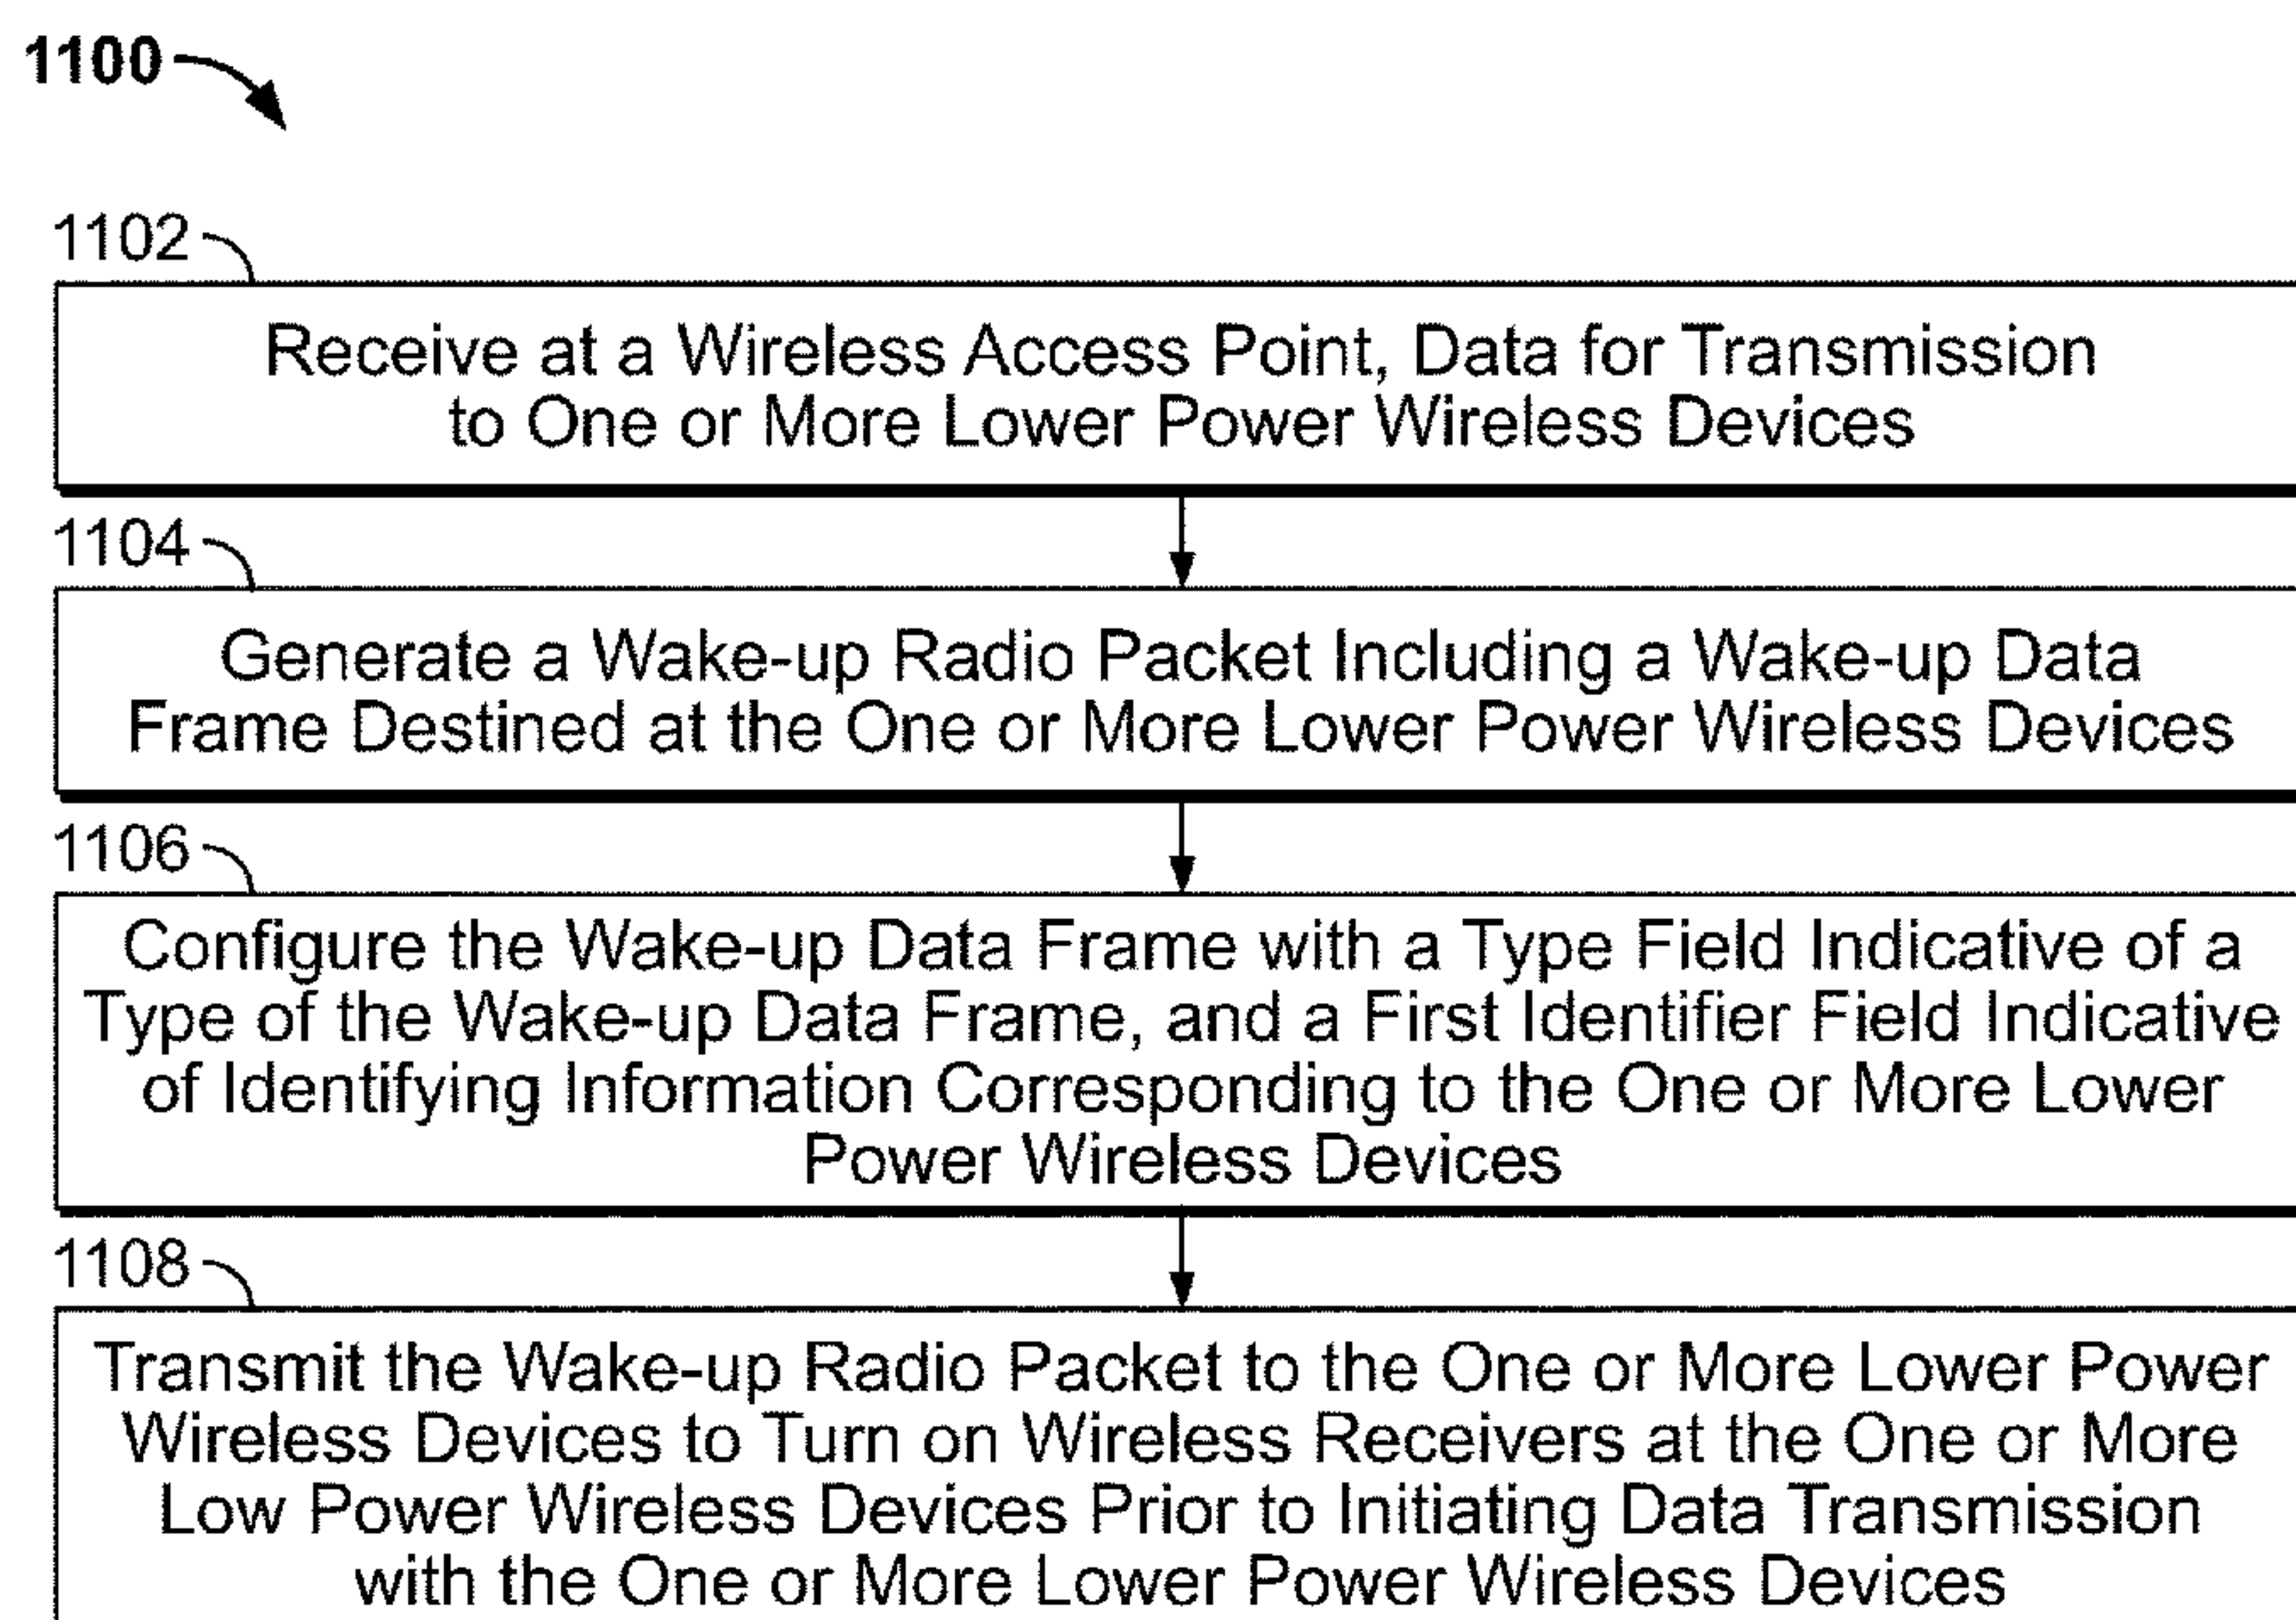 1100
1102
Receive at a Wireless Access Point, Data for Transmission
to One or More Lower Power Wireless Devices
1104
Generate a Wake-up Radio Packet Including a Wake-up Data
Frame Destined at the One or More Lower Power Wireless Devices
1106
Configure the Wake-up Data Frame with a Type Field Indicative of a
Type of the Wake-up Data Frame, and a First Identifier Field Indicative
of Identifying Information Corresponding to the One or More Lower
Power Wireless Devices
1108
Transmit the Wake-up Radio Packet to the One or More Lower Power
Wireless Devices to Turn on Wireless Receivers at the One or More
Low Power Wireless Devices Prior to Initiating Data Transmission
with the One or More Lower Power Wireless Devices